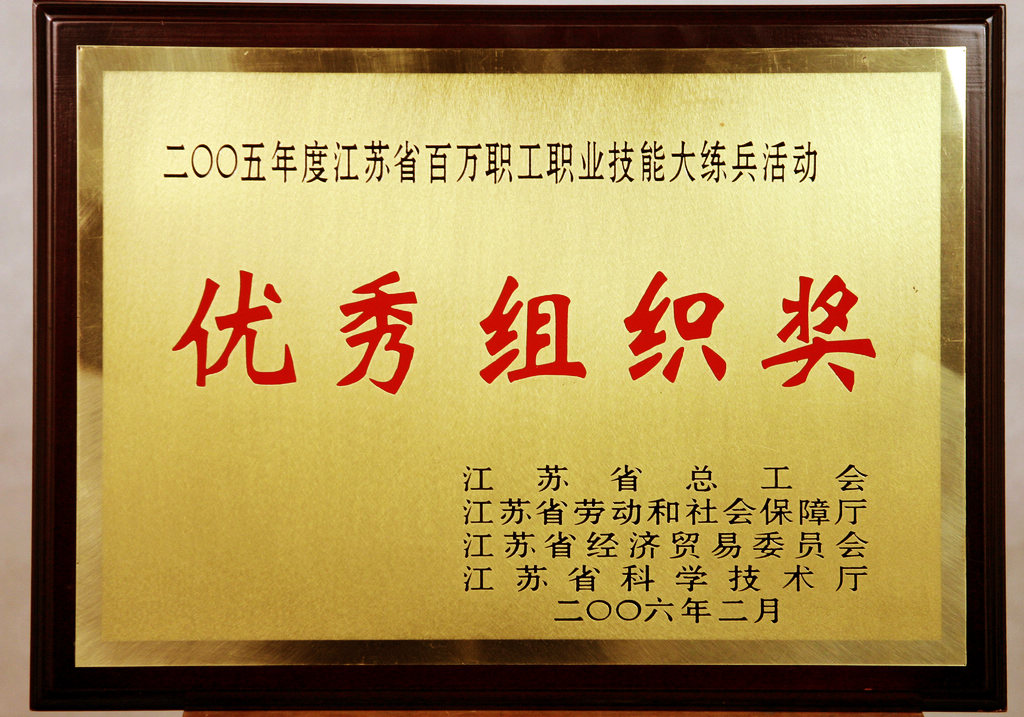 二〇〇五年度江苏省百万职工职业技能大练兵活动
优秀组织奖
江苏省总工会
江苏省劳动和社会保障厅
江苏省经济贸易委员会
江苏省科学技术厅
二〇〇六年二月